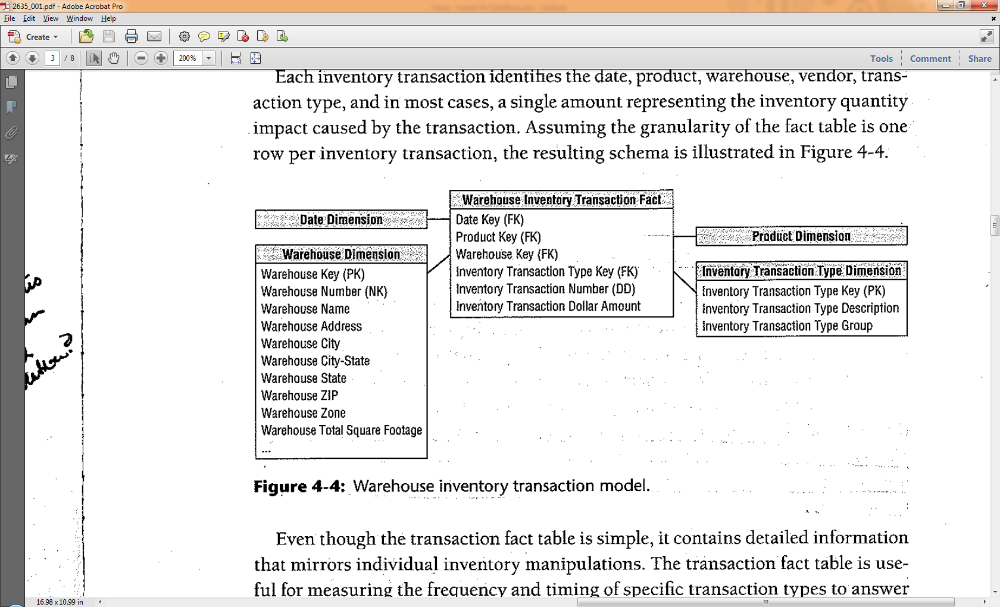 2635_001.pdf - Adobe Acrobat Pro
File Edit View Window Help
Create
3 / 8
200%
Tools Comment Share
Each inventory transaction identifies the date, product, warehouse, vendor, trans-
action type, and in most cases, a single amount representing the inventory quantity
impact caused by the transaction. Assuming the granularity of the fact table is one
row per inventory transaction, the resulting schema is illustrated in Figure 4-4.
Date Dimension
Warehouse Dimension
Warehouse Key (PK)
Warehouse Number (NK)
Warehouse Name
Warehouse Address
Warehouse City
Warehouse City-State
Warehouse State
Warehouse ZIP
Warehouse Zone
Warehouse Total Square Footage
...
Warehouse Inventory Transaction Fact
Date Key (FK)
Product Key (FK)
Warehouse Key (FK)
Inventory Transaction Type Key (FK)
Inventory Transaction Number (DD)
Inventory Transaction Dollar Amount
Product Dimension
Inventory Transaction Type Dimension
Inventory Transaction Type Key (PK)
Inventory Transaction Type Description
Inventory Transaction Type Group
Figure 4-4: Warehouse inventory transaction model.
Even though the transaction fact table is simple, it contains detailed information
that mirrors individual inventory manipulations. The transaction fact table is use-
ful for measuring the frequency and timing of specific transaction types to answer
16.98 x 10.99 in